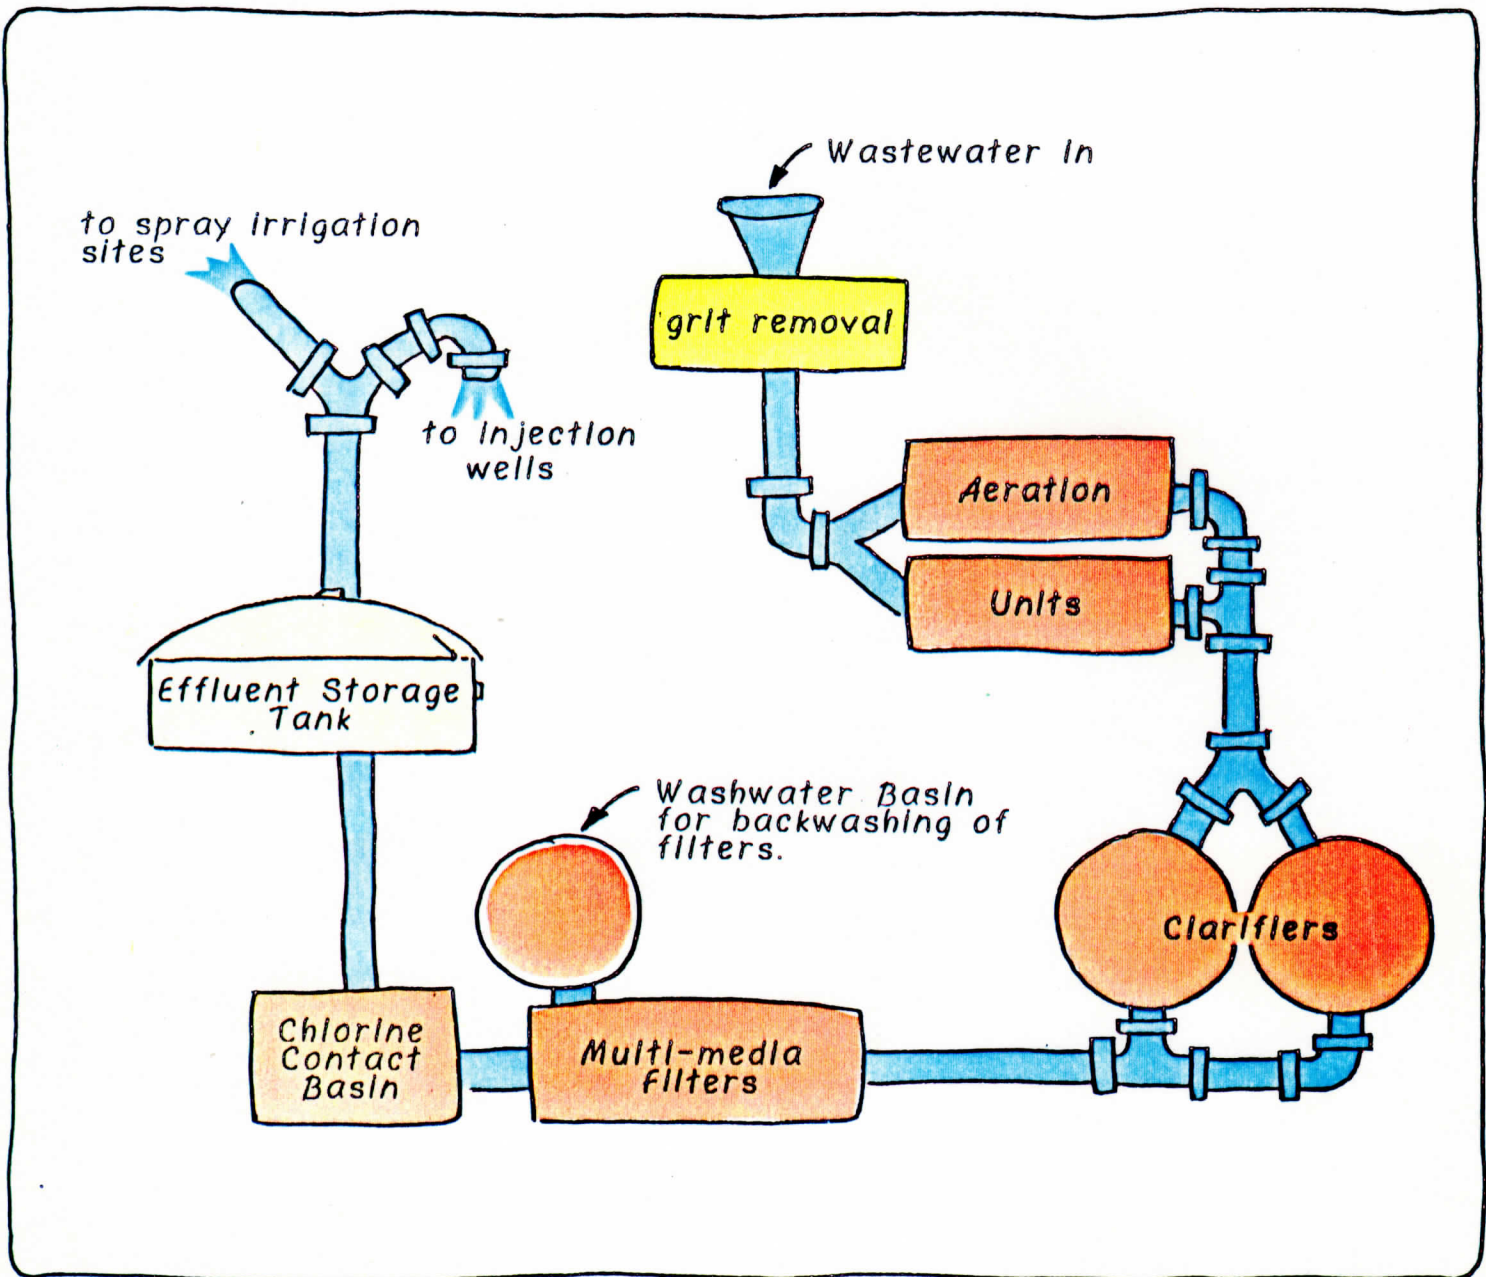 Wastewater in
to spray irrigation
sites
grit removal
to injection
wells
Aeration
Units
Effluent Storage
Tank
Washwater Basin
for backwashing of
filters.
Clarifiers
Chlorine
Contact
Basin
Multi-media
Filters